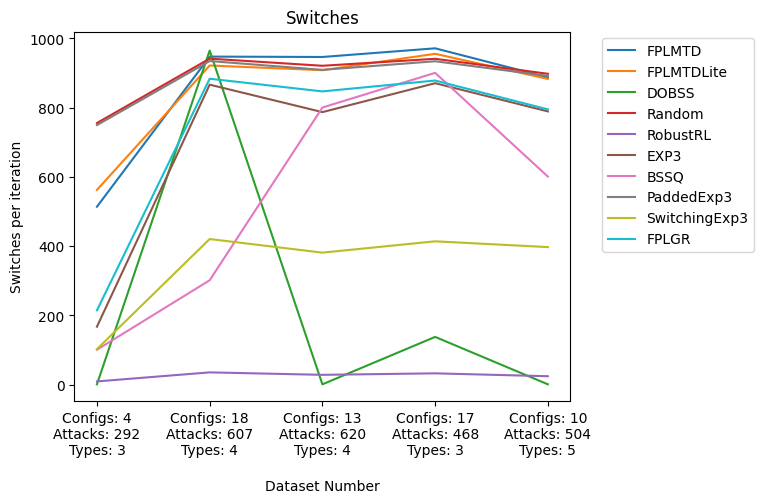 Switches
1000
800
600
400
200
0
Switches per iteration
Configs: 4
Attacks: 292
Types: 3
Configs: 18
Attacks: 607
Types: 4
Configs: 13
Attacks: 620
Types: 4
Configs: 17
Attacks: 468
Types: 3
Configs: 10
Attacks: 504
Types: 5
Dataset Number
FPLMTD
FPLMTDLite
DOBSS
Random
RobustRL
EXP3
BSSQ
PaddedExp3
SwitchingExp3
FPLGR